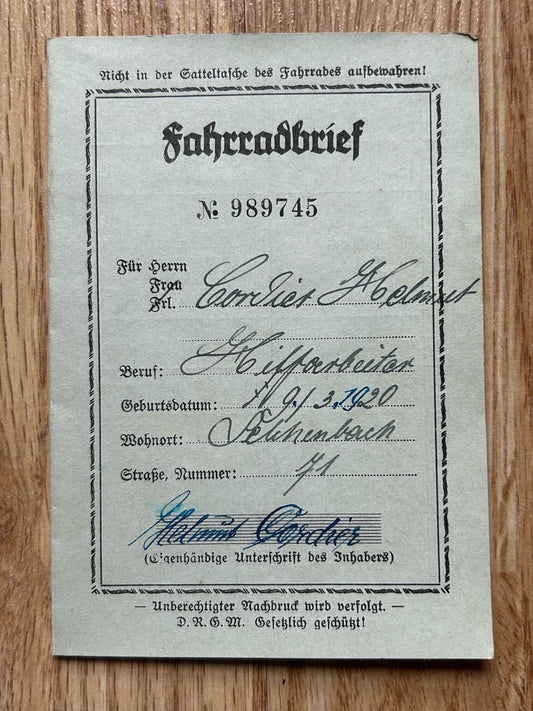 Nicht in der Satteltasche des Fahrrades aufbewahren!
Fahrradbrief
№ 989745
Für Herrn
Frau
Frl. Cordier Helmut
Beruf: Hilfsarbeiter
Geburtsdatum: 19./3.1920
Wohnort:
Straße, Nummer: 71
Helmut Cordier
(Eigenhändige Unterschrift des Inhabers)
— Unberechtigter Nachdruck wird verfolgt. —
D.R.G.M. Gesetzlich geschützt!